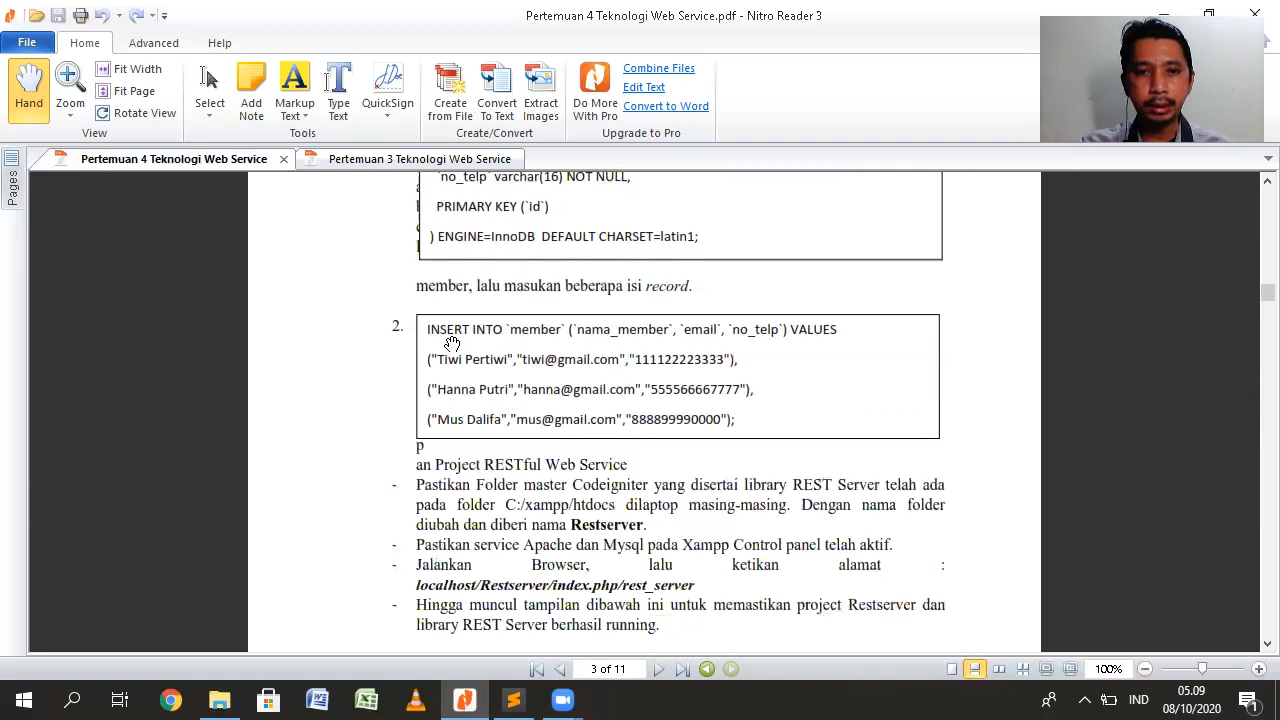 Pertemuan 4 Teknologi Web Service.pdf - Nitro Reader 3
File Home Advanced Help
Hand
Zoom
Fit Width
Fit Page
Rotate View
View
Select
Add Note
Markup Text
Type Text
QuickSign
Tools
Create from File
Convert To Text
Extract Images
Create/Convert
Do More With Pro
Combine Files
Edit Text
Convert to Word
Upgrade to Pro
Pages
Pertemuan 4 Teknologi Web Service
Pertemuan 3 Teknologi Web Service
`no_telp` varchar(16) NOT NULL,
PRIMARY KEY (`id`)
) ENGINE=InnoDB DEFAULT CHARSET=latin1;
member, lalu masukan beberapa isi record.
2.
INSERT INTO `member` (`nama_member`, `email`, `no_telp`) VALUES
("Tiwi Pertiwi","tiwi@gmail.com","111122223333"),
("Hanna Putri","hanna@gmail.com","555566667777"),
("Mus Dalifa","mus@gmail.com","888899990000");
p
an Project RESTful Web Service
- Pastikan Folder master Codeigniter yang disertai library REST Server telah ada
pada folder C:/xampp/htdocs dilaptop masing-masing. Dengan nama folder
diubah dan diberi nama Restserver.
- Pastikan service Apache dan Mysql pada Xampp Control panel telah aktif.
- Jalankan Browser, lalu ketikan alamat :
localhost/Restserver/index.php/rest_server
- Hingga muncul tampilan dibawah ini untuk memastikan project Restserver dan
library REST Server berhasil running.
3 of 11
100%
IND
05.09
08/10/2020
1